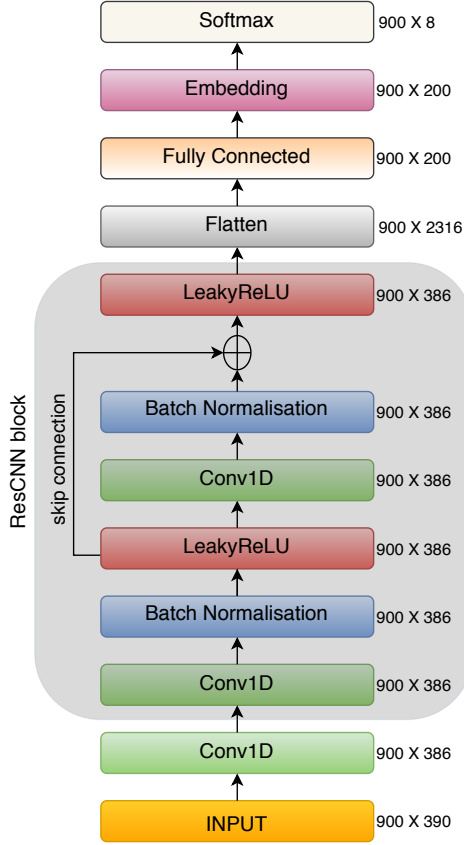 Softmax 900 X 8
Embedding 900 X 200
Fully Connected 900 X 200
Flatten 900 X 2316
LeakyReLU 900 X 386
Batch Normalisation 900 X 386
Conv1D 900 X 386
LeakyReLU 900 X 386
Batch Normalisation 900 X 386
Conv1D 900 X 386
Conv1D 900 X 386
INPUT 900 X 390
ResCNN block
skip connection